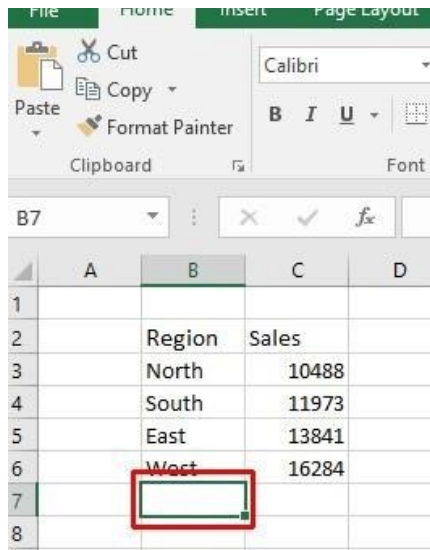 File Home Insert Page Layout
Cut
Copy
Paste
Format Painter
Calibri
B I U
Clipboard Font
B7 fx
A B C D
1
2 Region Sales
3 North 10488
4 South 11973
5 East 13841
6 West 16284
7
8